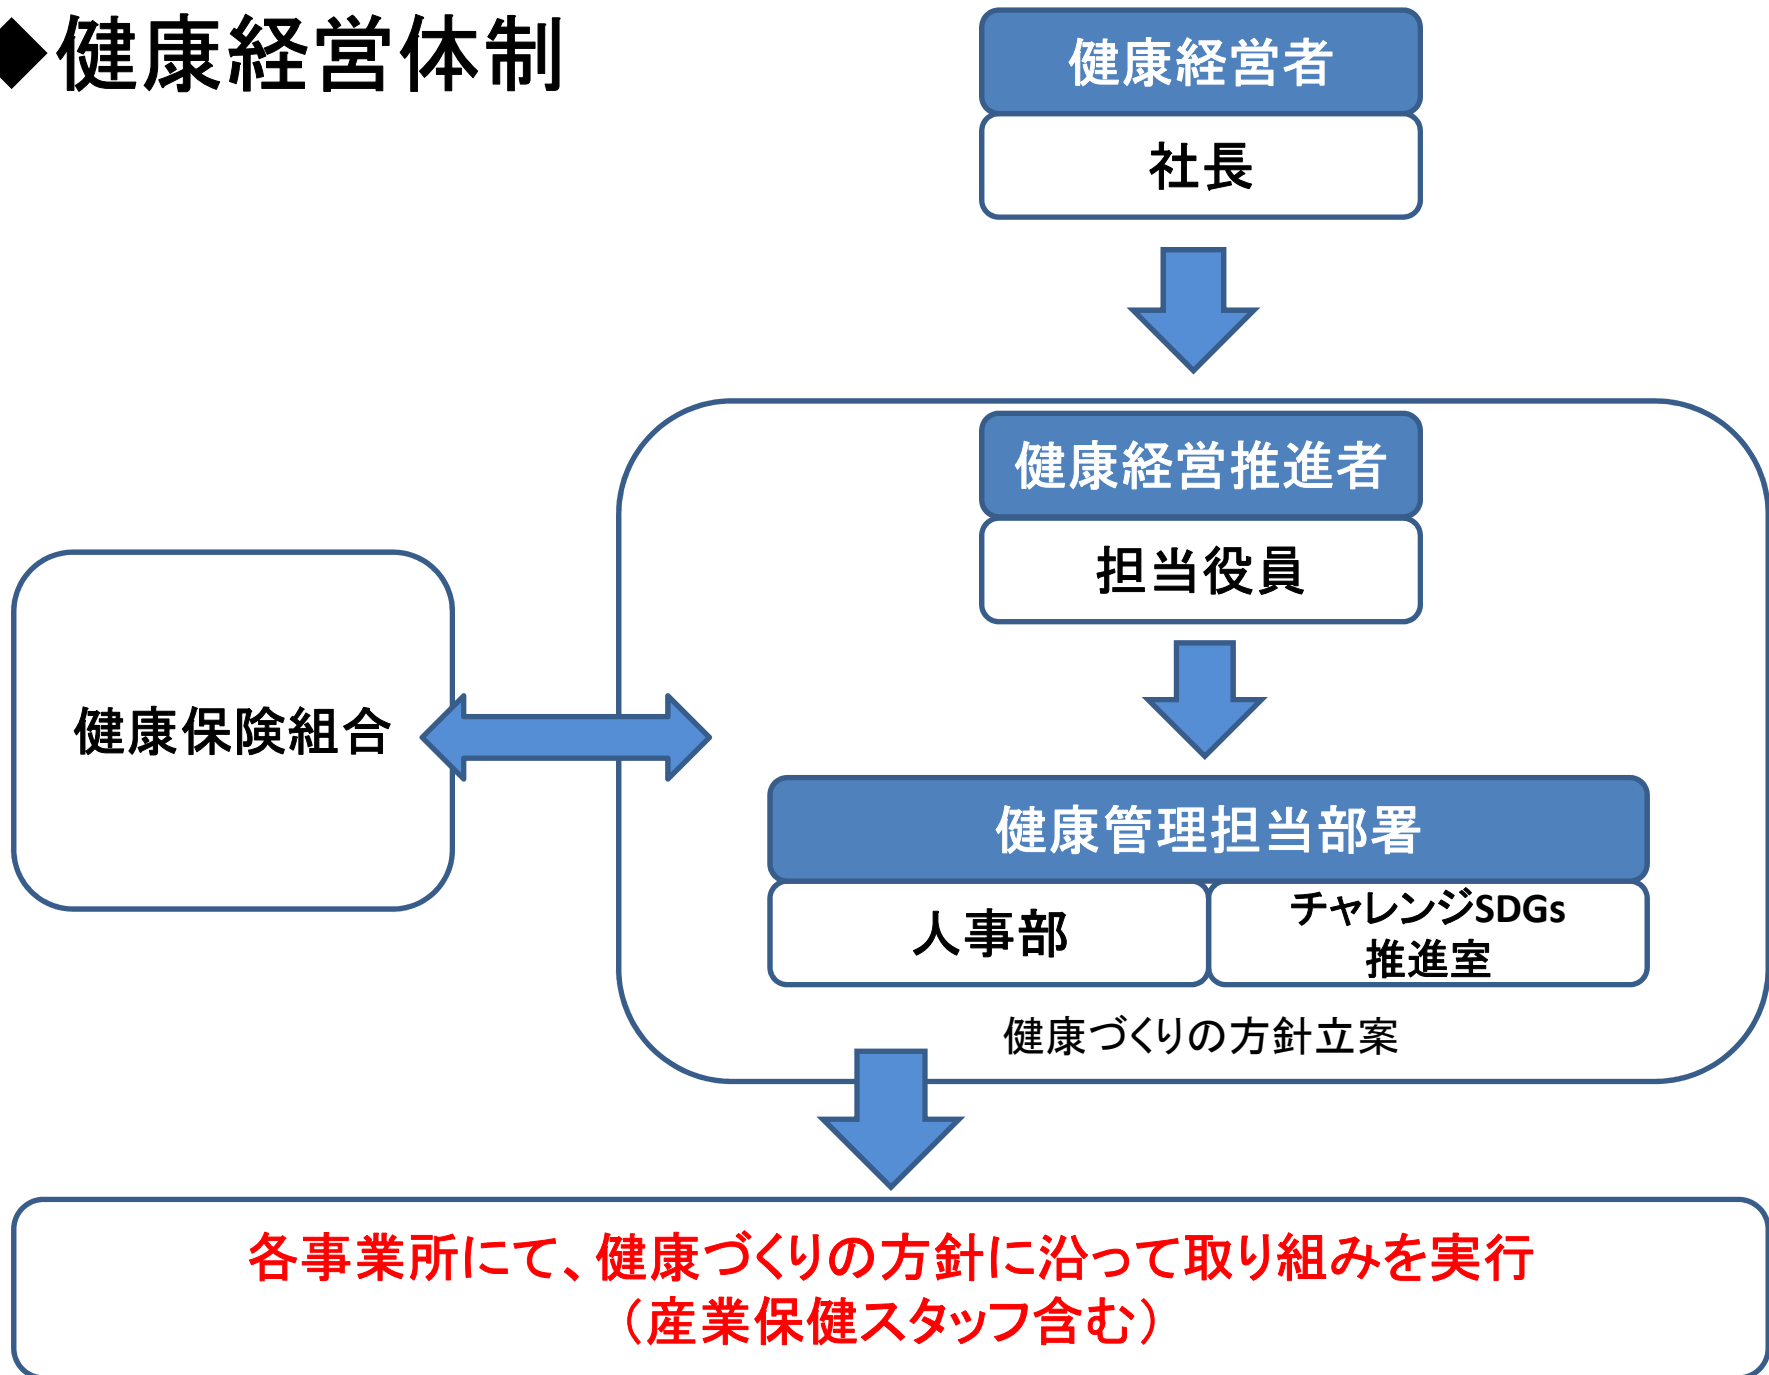 ◆健康経営体制
健康経営者
社長
健康経営推進者
担当役員
健康保険組合
健康管理担当部署
人事部
チャレンジSDGs
推進室
健康づくりの方針立案
各事業所にて、健康づくりの方針に沿って取り組みを実行
（産業保健スタッフ含む）